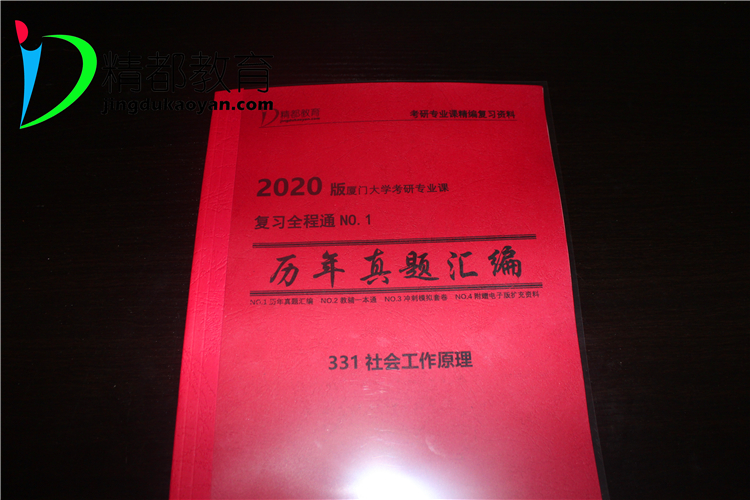 精都教育
jingdukaoyan.com
精都教育
考研专业课精编复习资料
2020 版厦门大学考研专业课
复习全程通 NO.1
历年真题汇编
NO.1 历年真题汇编 NO.2 教辅一本通 NO.3 冲刺模拟套卷 NO.4 附赠电子版扩充资料
331 社会工作原理